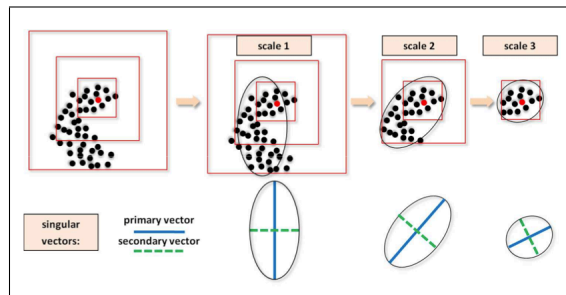 scale 1
scale 2
scale 3
singular
vectors:
primary vector
secondary vector